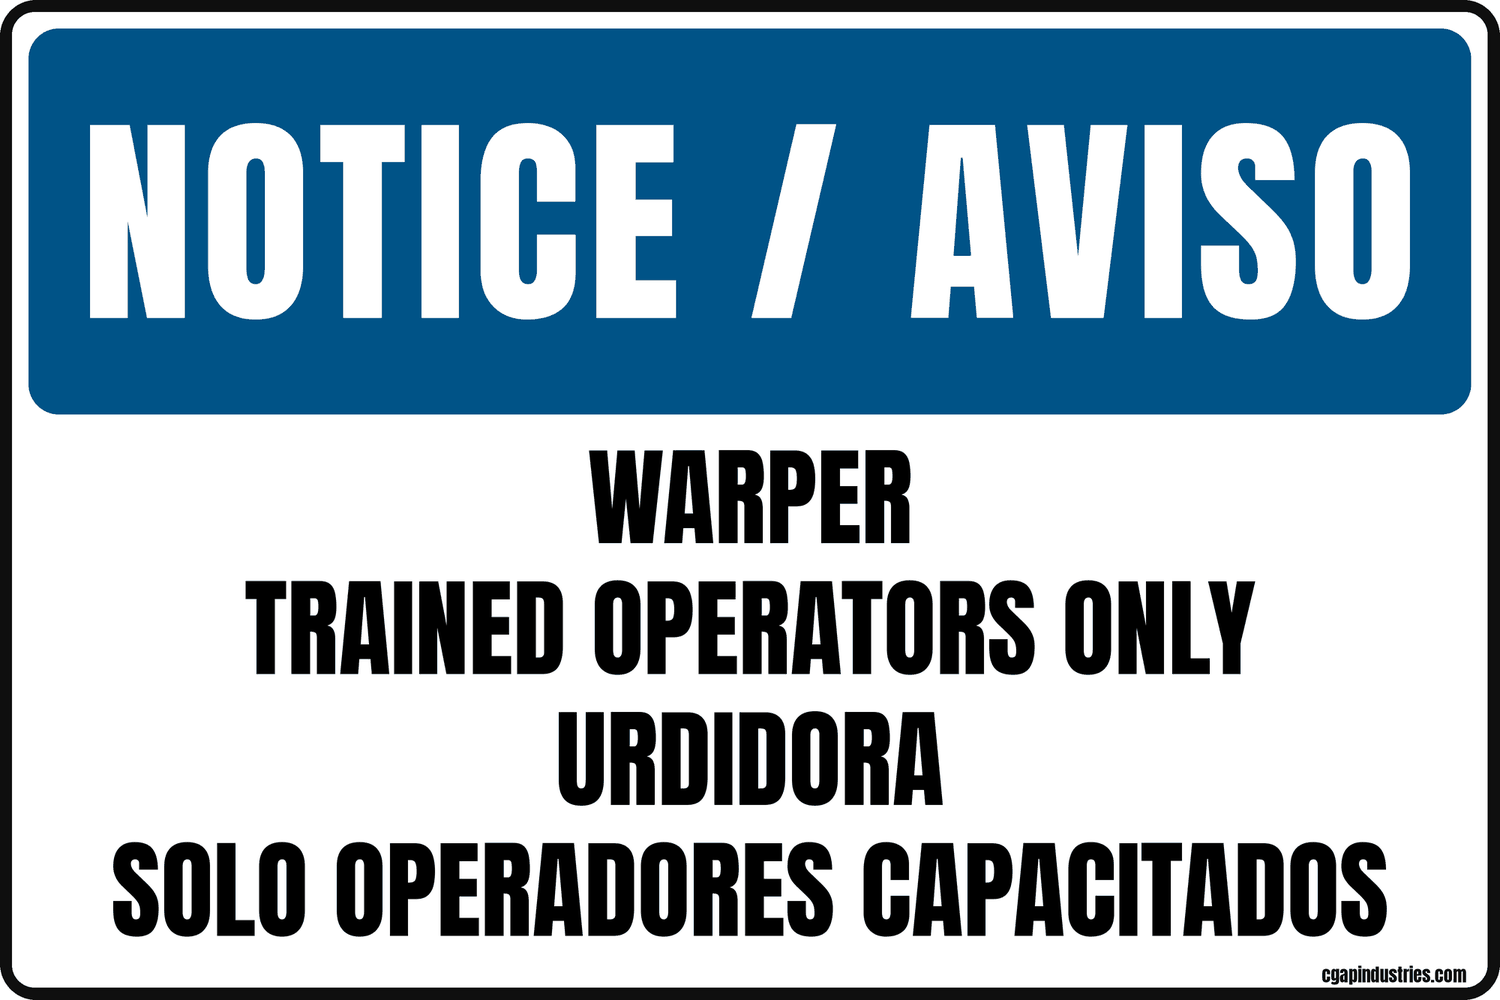 NOTICE / AVISO
WARPER
TRAINED OPERATORS ONLY
URDIDORA
SOLO OPERADORES CAPACITADOS
cgapindustries.com